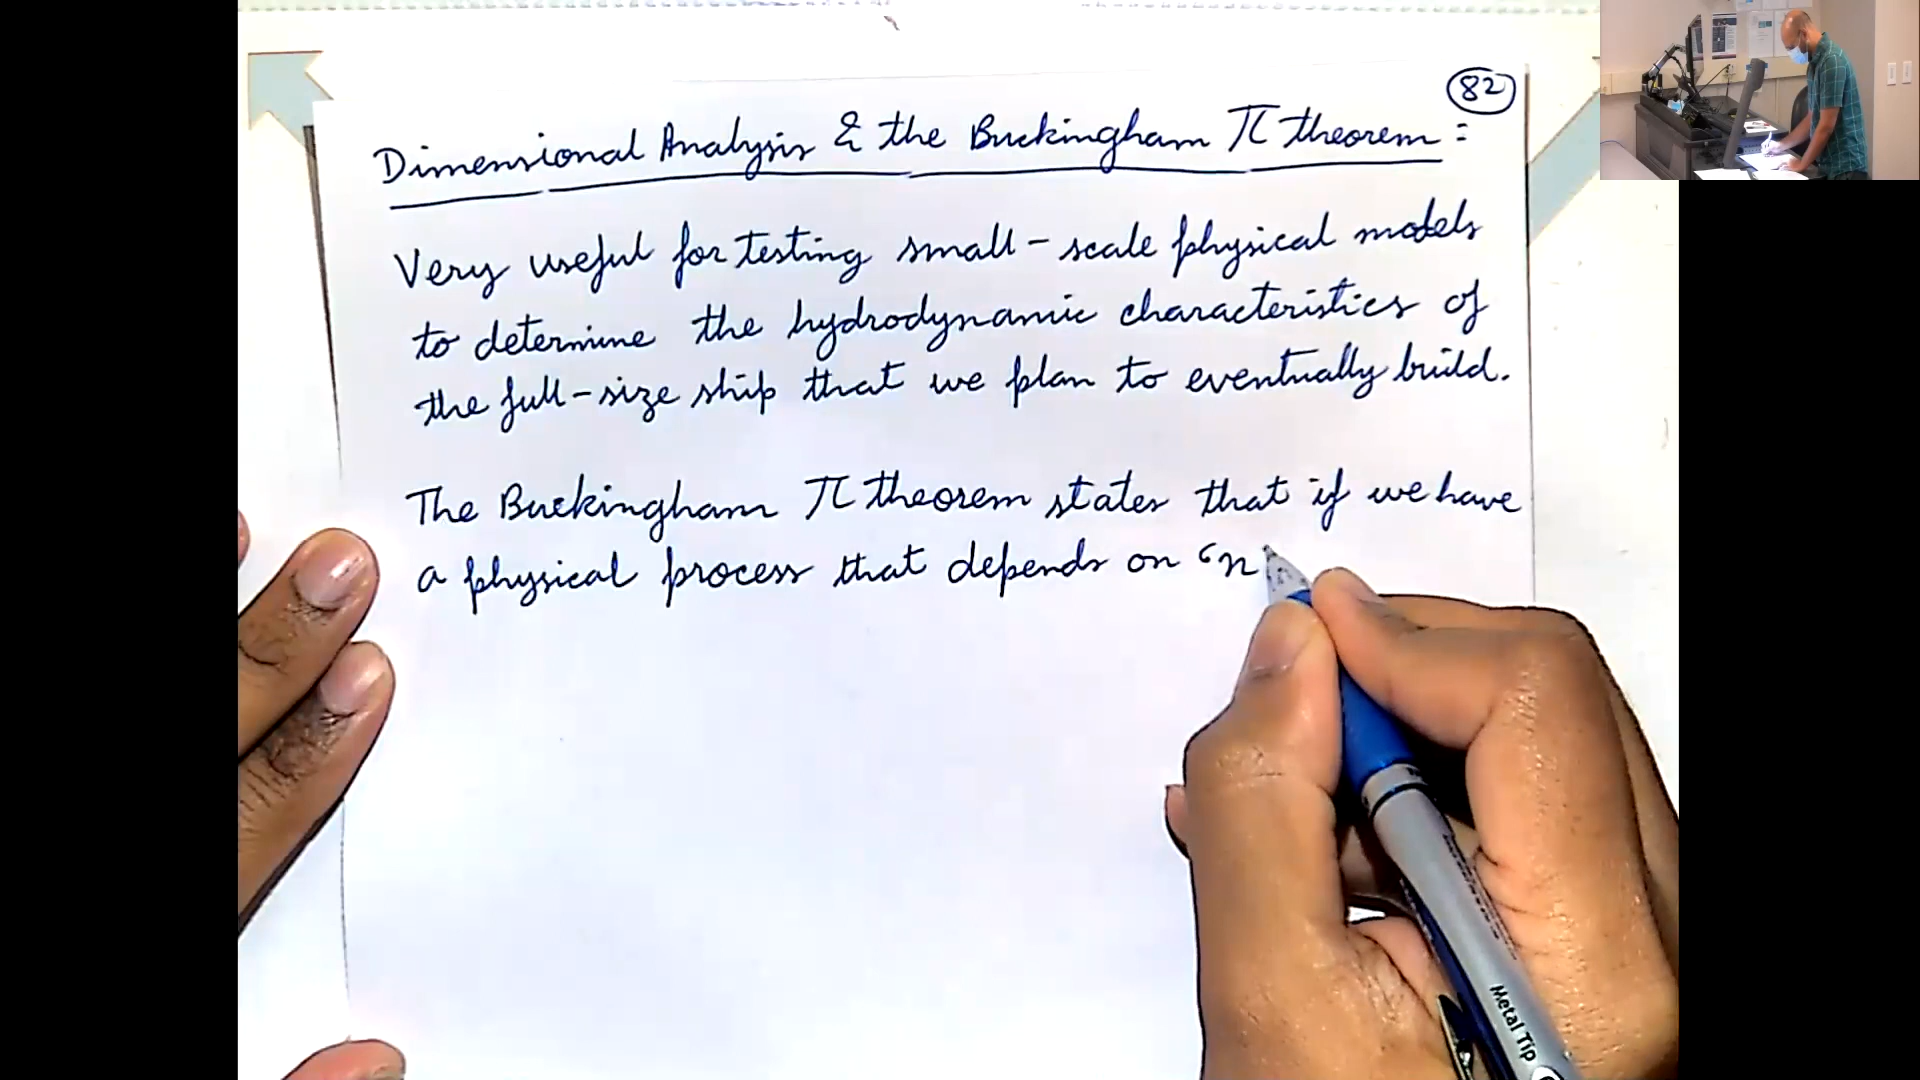 82
Dimensional Analysis & the Buckingham π theorem :
Very useful for testing small-scale physical models
to determine the hydrodynamic characteristics of
the full-size ship that we plan to eventually build.
The Buckingham π theorem states that if we have
a physical process that depends on ‘n
Metal Tip